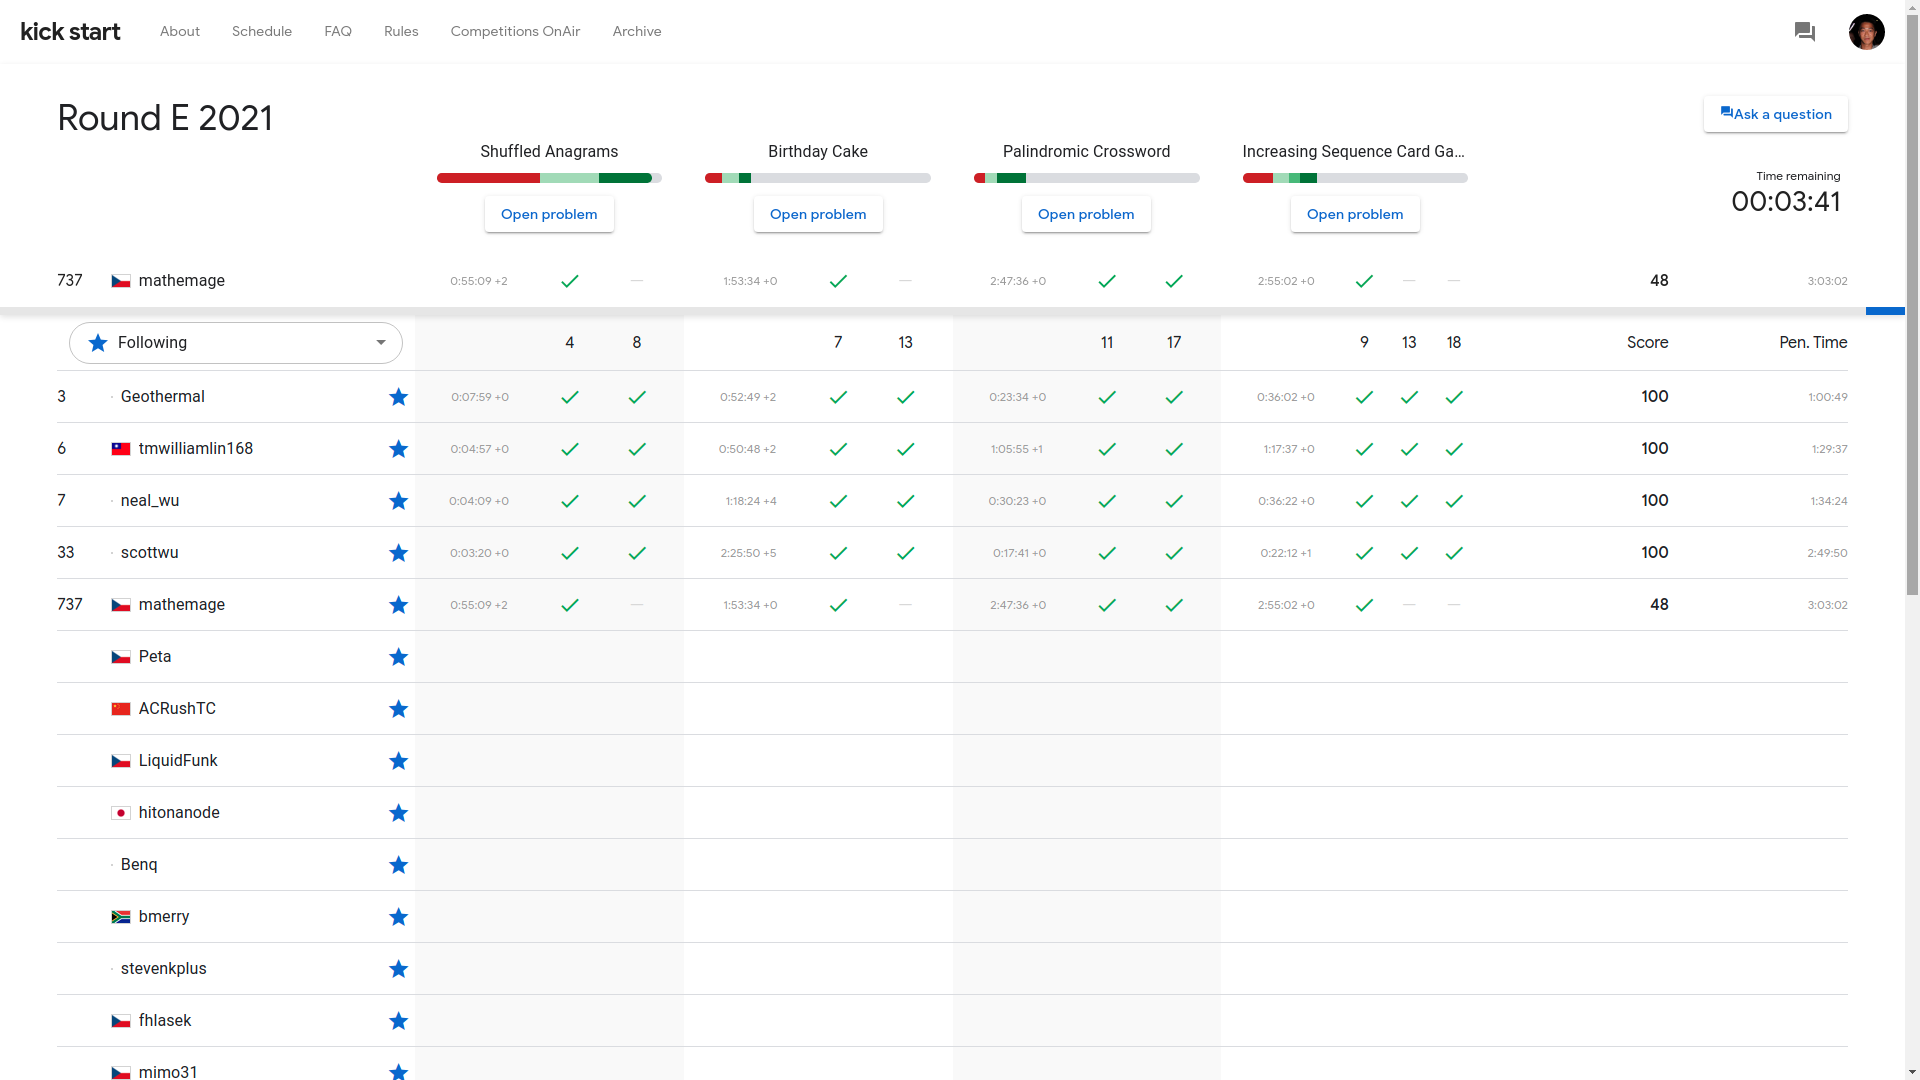 kick start About Schedule FAQ Rules Competitions OnAir Archive
Round E 2021
Ask a question
Shuffled Anagrams Birthday Cake Palindromic Crossword Increasing Sequence Card Ga...
Time remaining
00:03:41
Open problem Open problem Open problem Open problem
737 mathemage 0:55:09 +2 — 1:53:34 +0 — 2:47:36 +0 2:55:02 +0 — — 48 3:03:02
Following 4 8 7 13 11 17 9 13 18 Score Pen. Time
3 Geothermal 0:07:59 +0 0:52:49 +2 0:23:34 +0 0:36:02 +0 100 1:00:49
6 tmwilliamlin168 0:04:57 +0 0:50:48 +2 1:05:55 +1 1:17:37 +0 100 1:29:37
7 neal_wu 0:04:09 +0 1:18:24 +4 0:30:23 +0 0:36:22 +0 100 1:34:24
33 scottwu 0:03:20 +0 2:25:50 +5 0:17:41 +0 0:22:12 +1 100 2:49:50
737 mathemage 0:55:09 +2 — 1:53:34 +0 — 2:47:36 +0 2:55:02 +0 — — 48 3:03:02
Peta
ACRushTC
LiquidFunk
hitonanode
Benq
bmerry
stevenkplus
fhlasek
mimo31